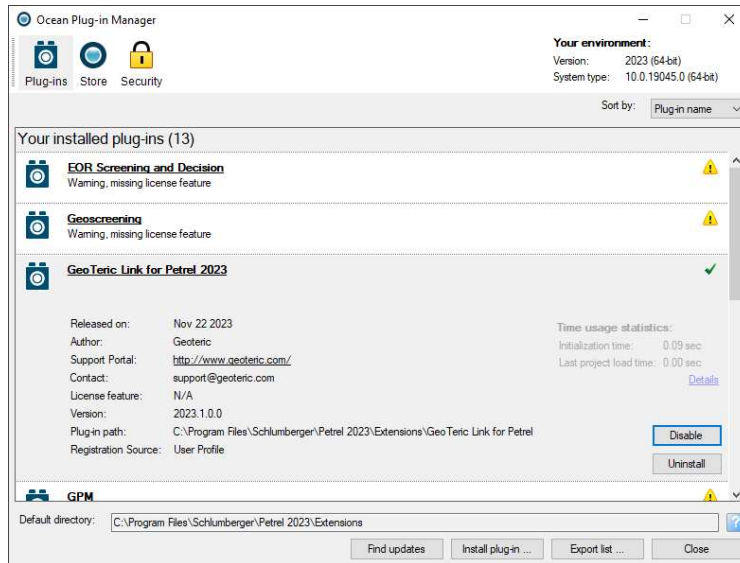 Ocean Plug-in Manager
Plug-ins
Store
Security
Your environment:
Version: 2023 (64-bit)
System type: 10.0.19045.0 (64-bit)
Sort by: Plug-in name
Your installed plug-ins (13)
EOR Screening and Decision
Warning, missing license feature
Geoscreening
Warning, missing license feature
GeoTeric Link for Petrel 2023
Released on: Nov 22 2023
Author: Geoteric
Support Portal: http://www.geoteric.com/
Contact: support@geoteric.com
License feature: N/A
Version: 2023.1.0.0
Plug-in path: C:\Program Files\Schlumberger\Petrel 2023\Extensions\GeoTeric Link for Petrel
Registration Source: User Profile
Time usage statistics:
Initialization time: 0.09 sec
Last project load time: 0.00 sec
Details
Disable
Uninstall
GPM
Default directory: C:\Program Files\Schlumberger\Petrel 2023\Extensions
Find updates
Install plug-in ...
Export list ...
Close